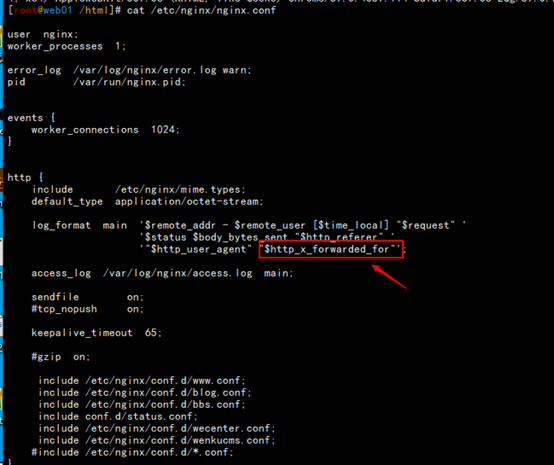 [root@web01 /html]# cat /etc/nginx/nginx.conf
user nginx;
worker_processes 1;
error_log /var/log/nginx/error.log warn;
pid /var/run/nginx.pid;
events {
worker_connections 1024;
}
http {
include /etc/nginx/mime.types;
default_type application/octet-stream;
log_format main '$remote_addr - $remote_user [$time_local] "$request" '
'$status $body_bytes_sent "$http_referer" '
'"$http_user_agent" "$http_x_forwarded_for"';
access_log /var/log/nginx/access.log main;
sendfile on;
#tcp_nopush on;
keepalive_timeout 65;
#gzip on;
include /etc/nginx/conf.d/www.conf;
include /etc/nginx/conf.d/blog.conf;
include /etc/nginx/conf.d/bbs.conf;
include conf.d/status.conf;
include /etc/nginx/conf.d/wecenter.conf;
include /etc/nginx/conf.d/wenkucms.conf;
#include /etc/nginx/conf.d/*.conf;
}